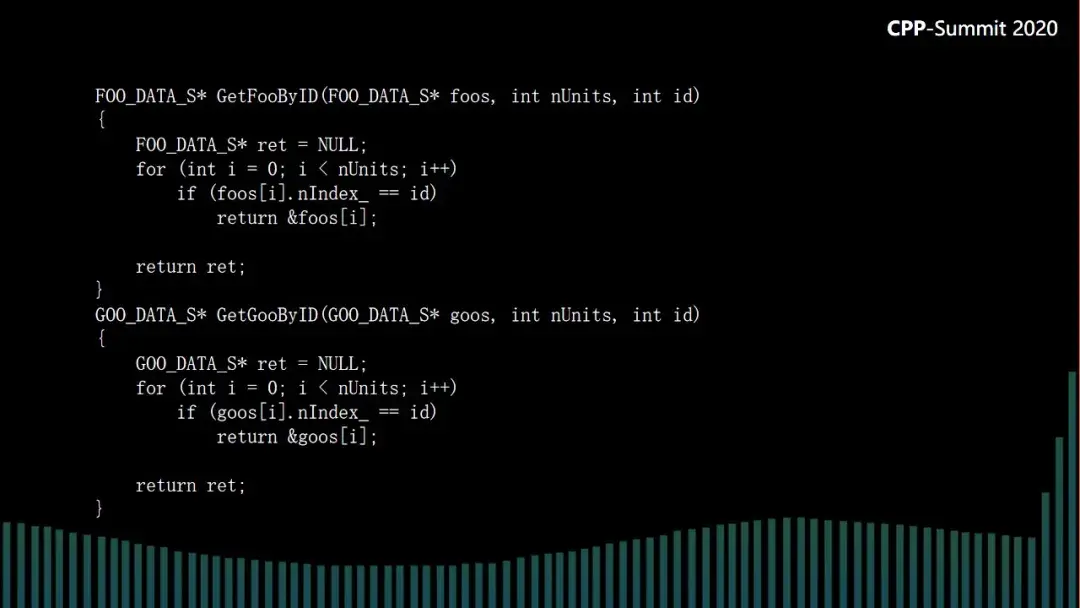 CPP-Summit 2020
FOO_DATA_S* GetFooByID(FOO_DATA_S* foos, int nUnits, int id)
{
    FOO_DATA_S* ret = NULL;
    for (int i = 0; i < nUnits; i++)
        if (foos[i].nIndex_ == id)
            return &foos[i];

    return ret;
}
GOO_DATA_S* GetGooByID(GOO_DATA_S* goos, int nUnits, int id)
{
    GOO_DATA_S* ret = NULL;
    for (int i = 0; i < nUnits; i++)
        if (goos[i].nIndex_ == id)
            return &goos[i];

    return ret;
}